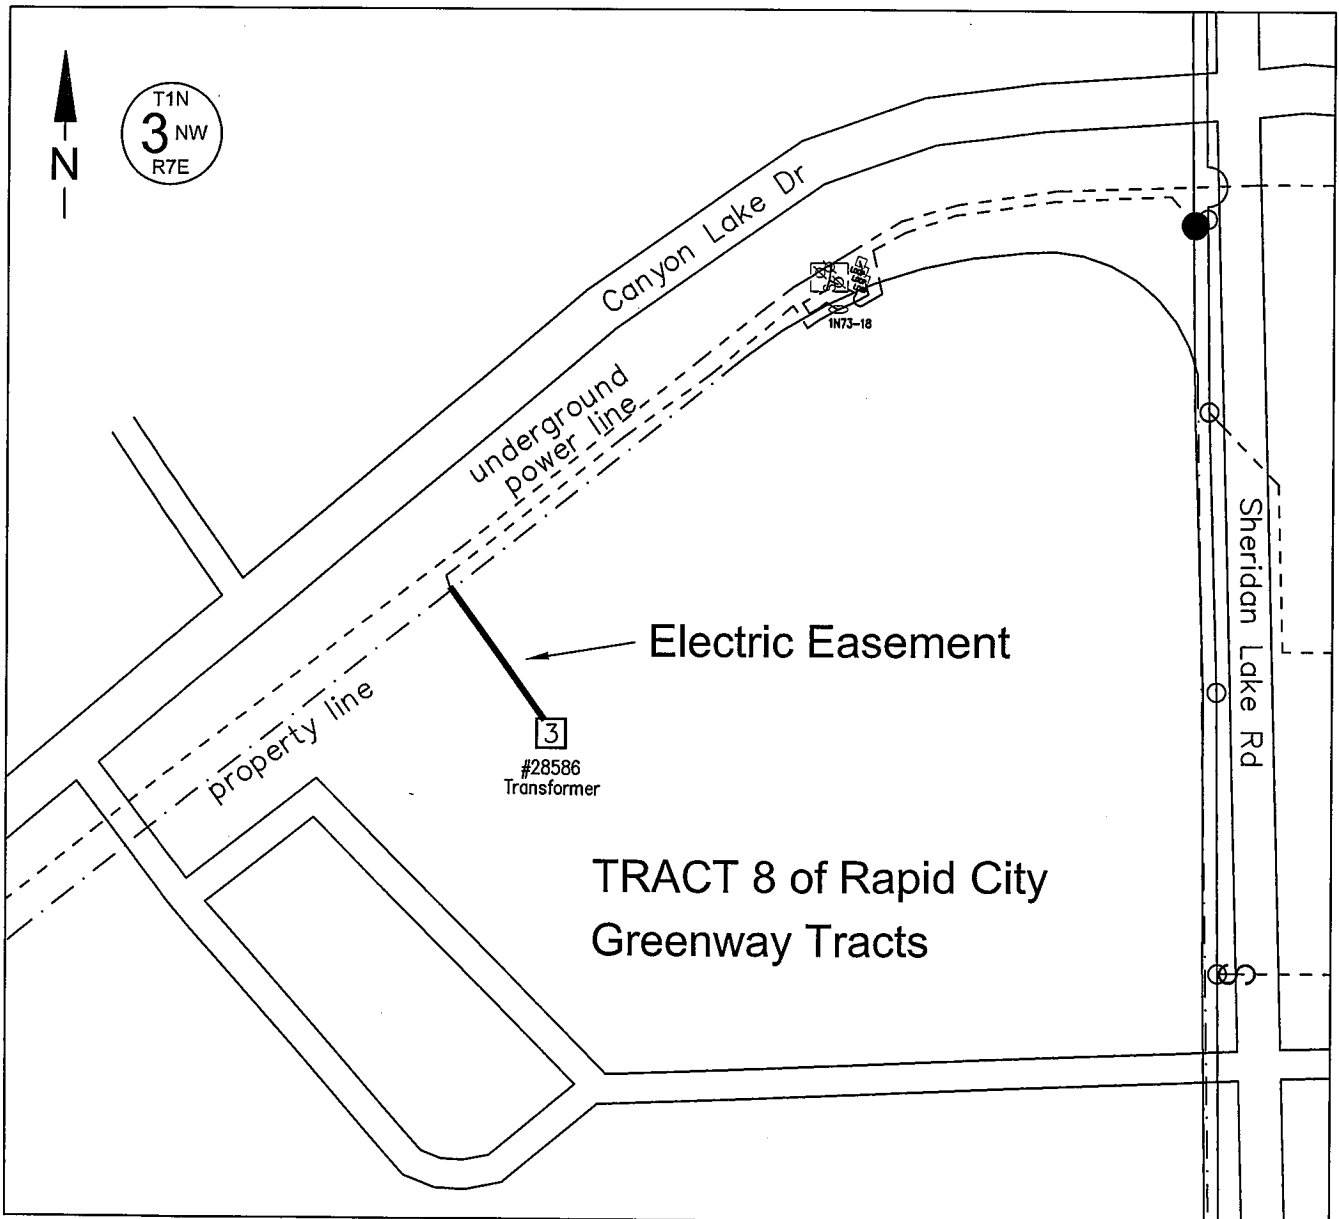 T1N
3 NW
R7E
N
Canyon Lake Dr
1N73-18
underground
power line
Electric Easement
Sheridan Lake Rd
property line
3
#28586
Transformer
TRACT 8 of Rapid City
Greenway Tracts